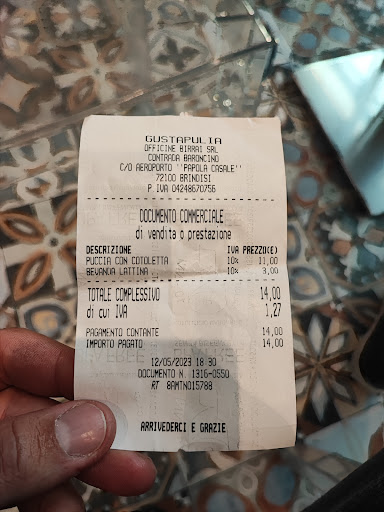 GUSTAPULIA
OFFICINE BIRRAI SRL
CONTRADA BARONCINO
C/O AEROPORTO ''PAPOLA CASALE''
72100 BRINDISI
P.IVA 04248670756
DOCUMENTO COMMERCIALE
di vendita o prestazione
DESCRIZIONE IVA PREZZO(€)
PUCCIA CON COTOLETTA 10% 11,00
BEVANDA LATTINA 10% 3,00
TOTALE COMPLESSIVO 14,00
di cui IVA 1,27
PAGAMENTO CONTANTE 14,00
IMPORTO PAGATO 14,00
12/05/2023 18:30
DOCUMENTO N. 1316-0550
RT 8AMTN015788
ARRIVEDERCI E GRAZIE